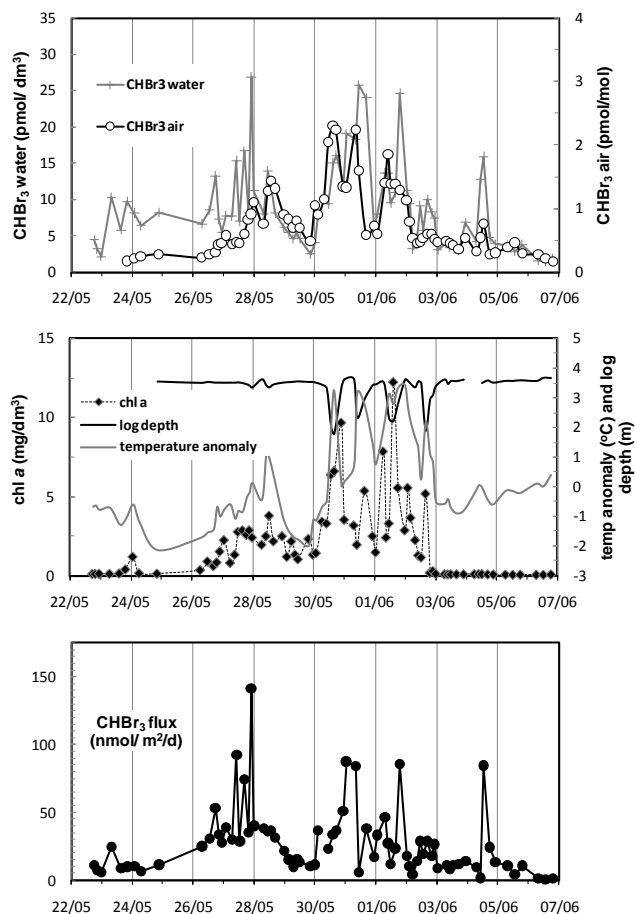 35
30
25
20
15
10
5
0
CHBr₃ water (pmol/ dm³)
CHBr3 water
CHBr3 air
4
3
2
1
0
CHBr₃ air (pmol/mol)
22/05 24/05 26/05 28/05 30/05 01/06 03/06 05/06 07/06
15
10
5
0
chl a (mg/dm³)
chl a
log depth
temperature anomaly
5
4
3
2
1
0
-1
-2
-3
temp anomaly (ºC) and log
depth (m)
22/05 24/05 26/05 28/05 30/05 01/06 03/06 05/06 07/06
150
100
50
0
CHBr₃ flux
(nmol/ m²/d)
22/05 24/05 26/05 28/05 30/05 01/06 03/06 05/06 07/06